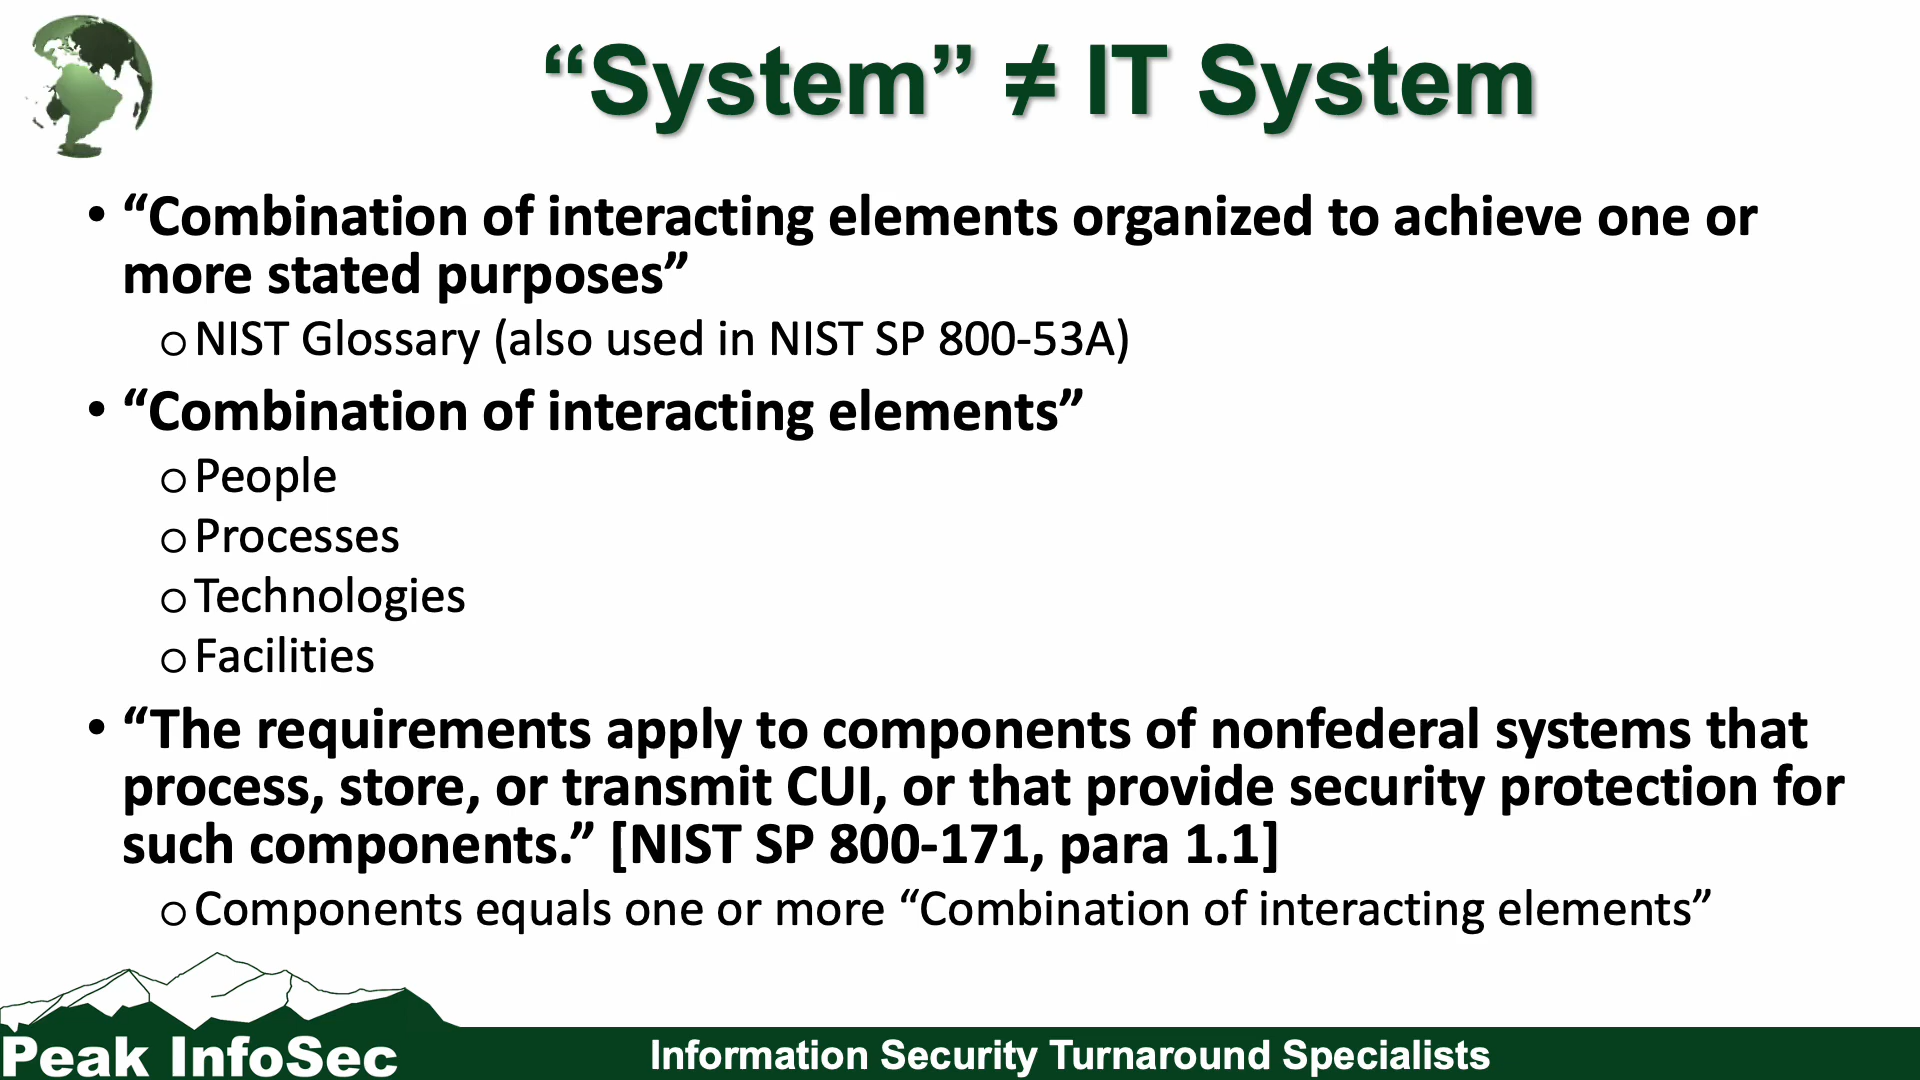 “System” ≠ IT System
• “Combination of interacting elements organized to achieve one or
more stated purposes”
o NIST Glossary (also used in NIST SP 800-53A)
• “Combination of interacting elements”
o People
o Processes
o Technologies
o Facilities
• “The requirements apply to components of nonfederal systems that
process, store, or transmit CUI, or that provide security protection for
such components.” [NIST SP 800-171, para 1.1]
o Components equals one or more “Combination of interacting elements”
Peak InfoSec
Information Security Turnaround Specialists